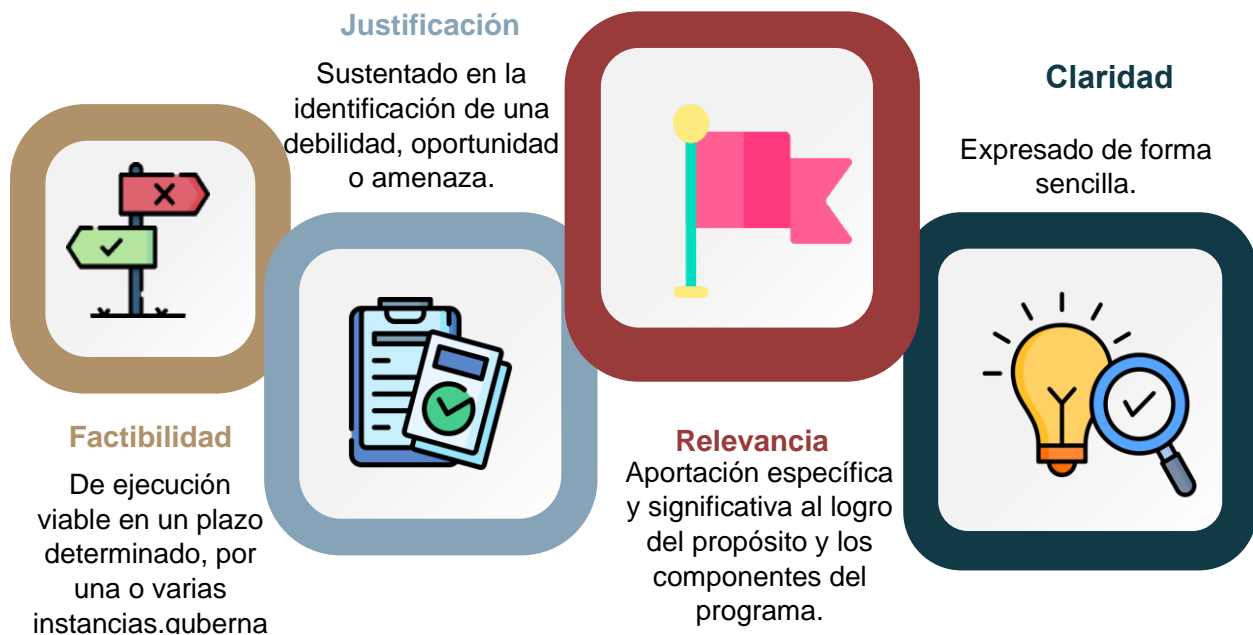 Justificación
Sustentado en la
identificación de una
debilidad, oportunidad
o amenaza.
Claridad
Expresado de forma
sencilla.
Factibilidad
De ejecución
viable en un plazo
determinado, por
una o varias
instancias.guberna
Relevancia
Aportación específica
y significativa al logro
del propósito y los
componentes del
programa.